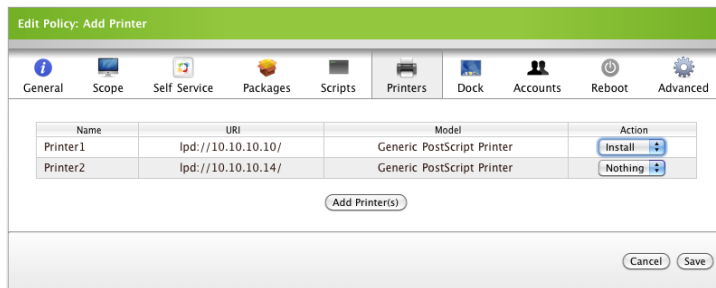 Edit Policy: Add Printer
General Scope Self Service Packages Scripts Printers Dock Accounts Reboot Advanced
Name URI Model Action
Printer1 lpd://10.10.10.10/ Generic PostScript Printer Install
Printer2 lpd://10.10.10.14/ Generic PostScript Printer Nothing
Add Printer(s)
Cancel Save